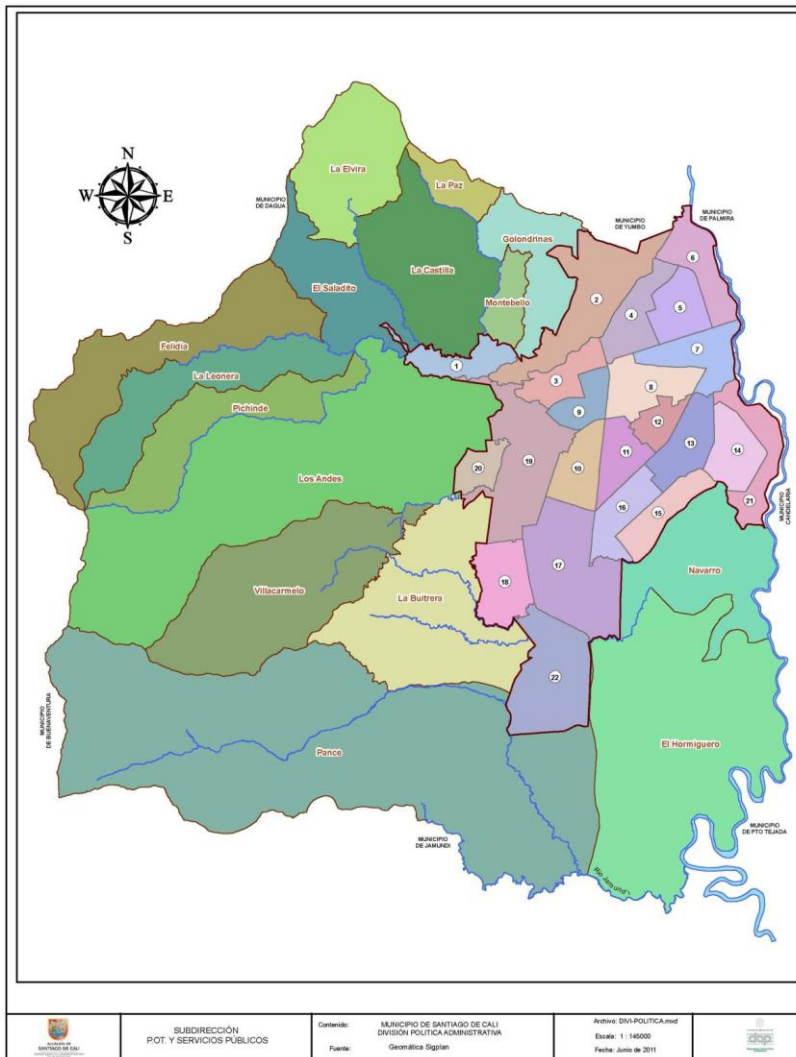 N
W
E
S
MUNICIPIO
DE DAGUA
La Elvira
La Paz
MUNICIPIO
DE YUMBO
MUNICIPIO
DE PALMIRA
Golondrinas
6
La Castilla
El Saladito
Montebello
2
4
5
Felidia
La Leonera
1
3
7
8
Pichinde
9
12
Los Andes
20
19
10
11
13
14
21
MUNICIPIO
CANDELARIA
16
15
Villacarmelo
La Buitrera
18
17
Navarro
22
MUNICIPIO
DE BUENAVENTURA
Pance
El Hormiguero
MUNICIPIO
DE JAMUNDI
MUNICIPIO
DE PTO TEJADA
Rio Jamundi
ALCALDÍA DE
SANTIAGO DE CALI
SUBDIRECCIÓN
P.O.T. Y SERVICIOS PÚBLICOS
Contenido: MUNICIPIO DE SANTIAGO DE CALI
DIVISIÓN POLITICA ADMINISTRATIVA
Fuente: Geomática Sigplan
Archivo: DIVI-POLITICA.mxd
Escala: 1 : 145000
Fecha: Junio de 2011
dap